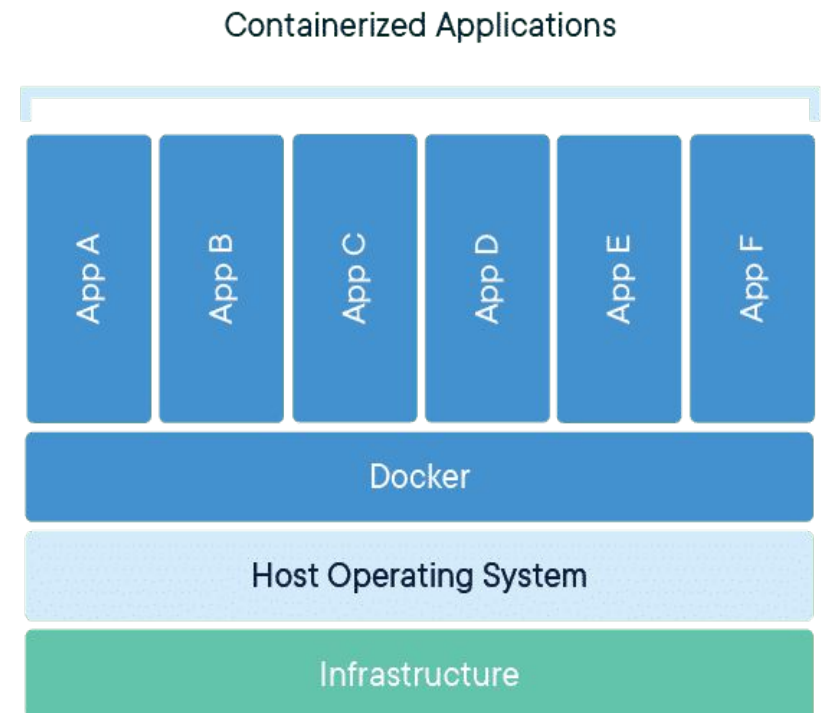 Containerized Applications
App A
App B
App C
App D
App E
App F
Docker
Host Operating System
Infrastructure